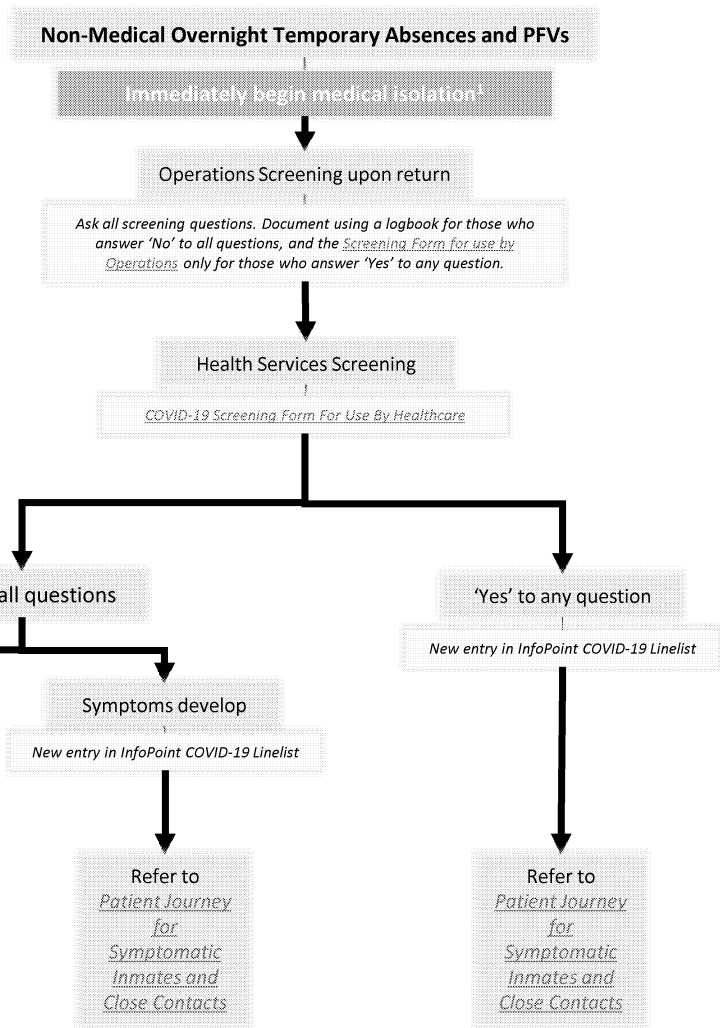 Non-Medical Overnight Temporary Absences and PFVs
Immediately begin medical isolation¹
Operations Screening upon return
Ask all screening questions. Document using a logbook for those who
answer ‘No’ to all questions, and the Screening Form for use by
Operations only for those who answer ‘Yes’ to any question.
Health Services Screening
COVID-19 Screening Form For Use By Healthcare
all questions
‘Yes’ to any question
New entry in InfoPoint COVID-19 Linelist
Symptoms develop
New entry in InfoPoint COVID-19 Linelist
Refer to
Patient Journey
for
Symptomatic
Inmates and
Close Contacts
Refer to
Patient Journey
for
Symptomatic
Inmates and
Close Contacts